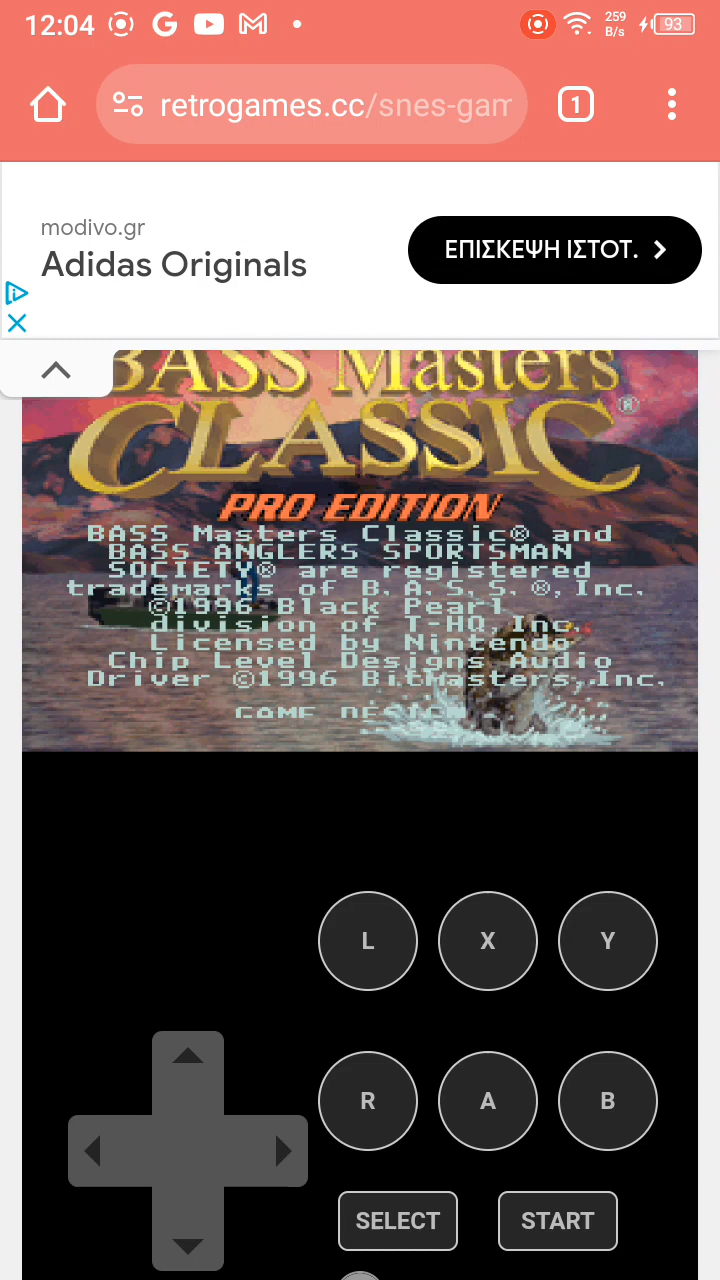 12:04
259
B/s
93
retrogames.cc/snes-gam
1
modivo.gr
Adidas Originals
ΕΠΙΣΚΕΨΗ ΙΣΤΟΤ.
BASS Masters
CLASSIC®
PRO EDITION
BASS Masters Classic® and
BASS ANGLERS SPORTSMAN
SOCIETY® are registered
trademarks of B.A.S.S.®,Inc.
©1996 Black Pearl
division of T-HQ,Inc.
Licensed by Nintendo
Chip Level Designs Audio
Driver ©1996 BitMasters,Inc.
GAME DESIGN
L
X
Y
R
A
B
SELECT
START